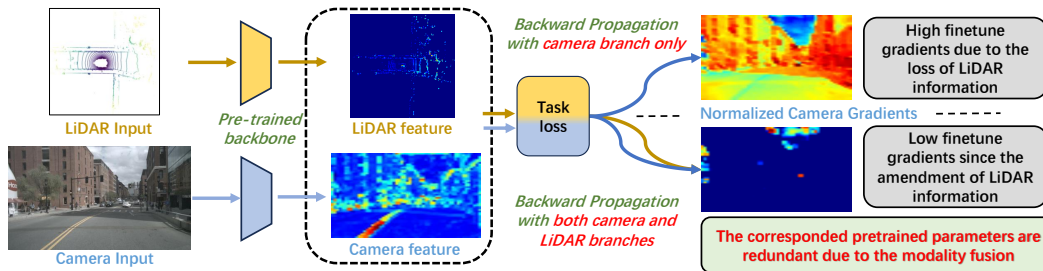 LiDAR Input
Camera Input
Pre-trained
backbone
LiDAR feature
Camera feature
Task
loss
Backward Propagation
with camera branch only
Backward Propagation
with both camera and
LiDAR branches
Normalized Camera Gradients
High finetune
gradients due to the
loss of LiDAR
information
Low finetune
gradients since the
amendment of LiDAR
information
The corresponded pretrained parameters are
redundant due to the modality fusion